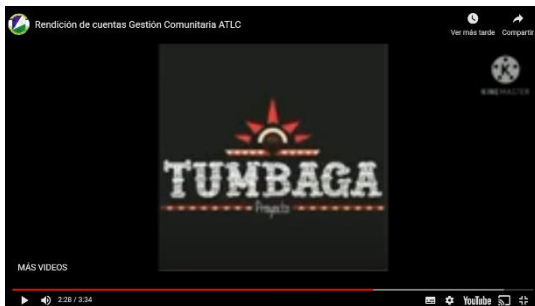 Rendición de cuentas Gestión Comunitaria ATLC
Ver más tarde
Compartir
KINEMASTER
TUMBAGA
Proyecto
MÁS VIDEOS
2:28 / 3:34
YouTube